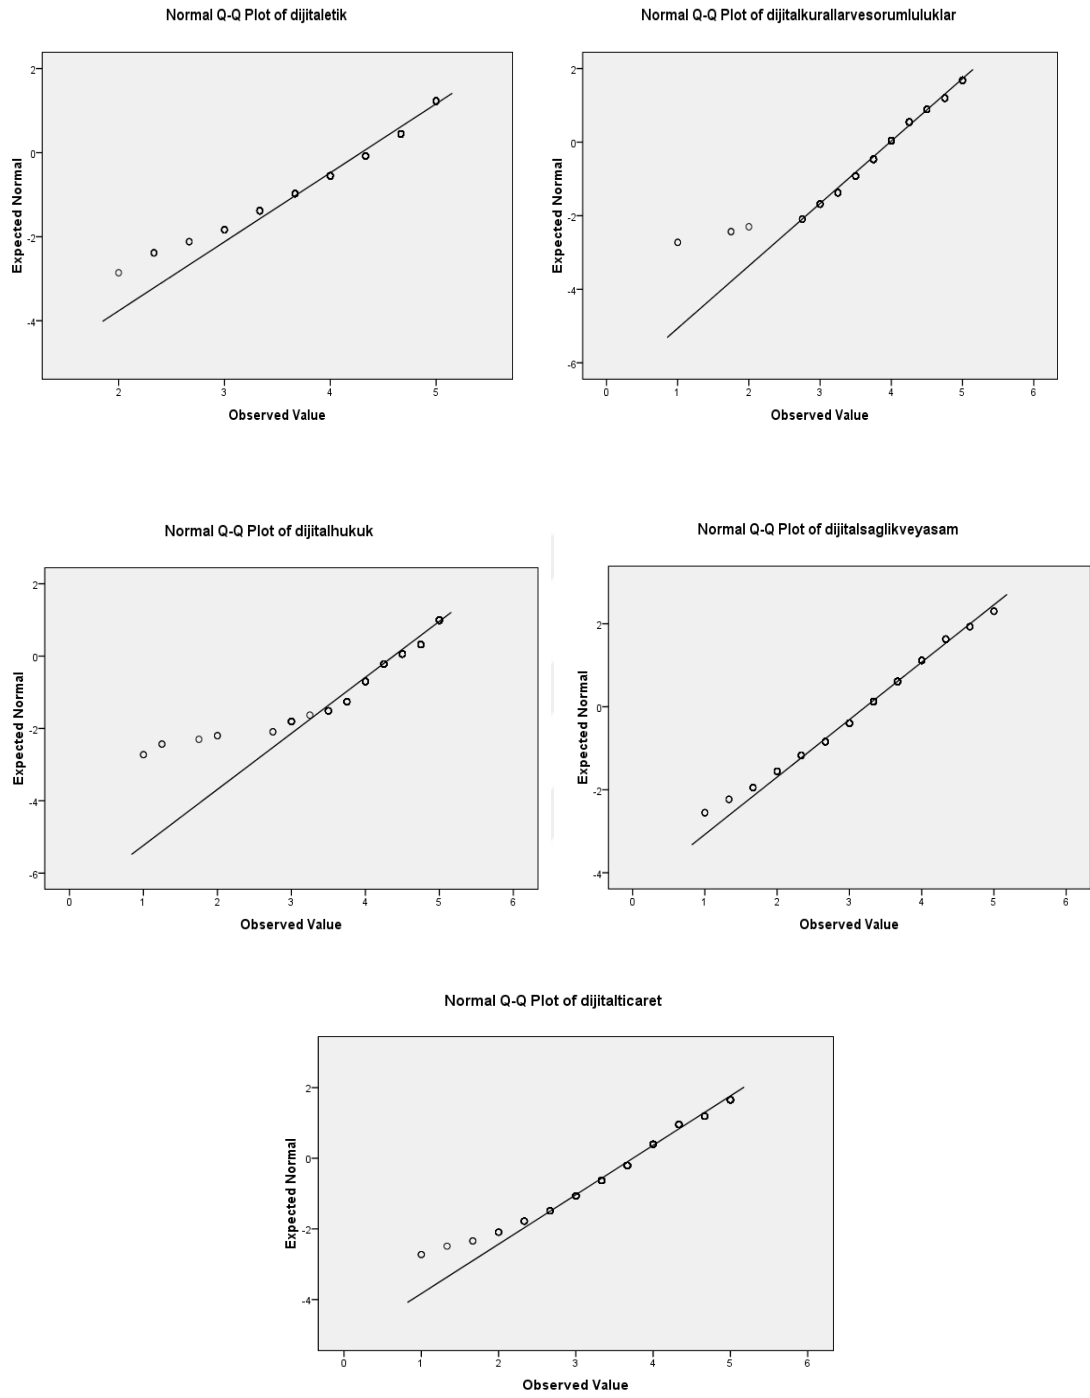 Normal Q-Q Plot of dijitaletik
2
0
-2
-4
Expected Normal
2 3 4 5
Observed Value
Normal Q-Q Plot of dijitalkurallarvesorumluluklar
2
0
-2
-4
-6
Expected Normal
0 1 2 3 4 5 6
Observed Value
Normal Q-Q Plot of dijitalhukuk
2
0
-2
-4
-6
Expected Normal
0 1 2 3 4 5 6
Observed Value
Normal Q-Q Plot of dijitalsaglikveyasam
2
0
-2
-4
Expected Normal
0 1 2 3 4 5 6
Observed Value
Normal Q-Q Plot of dijitalticaret
2
0
-2
-4
Expected Normal
0 1 2 3 4 5 6
Observed Value